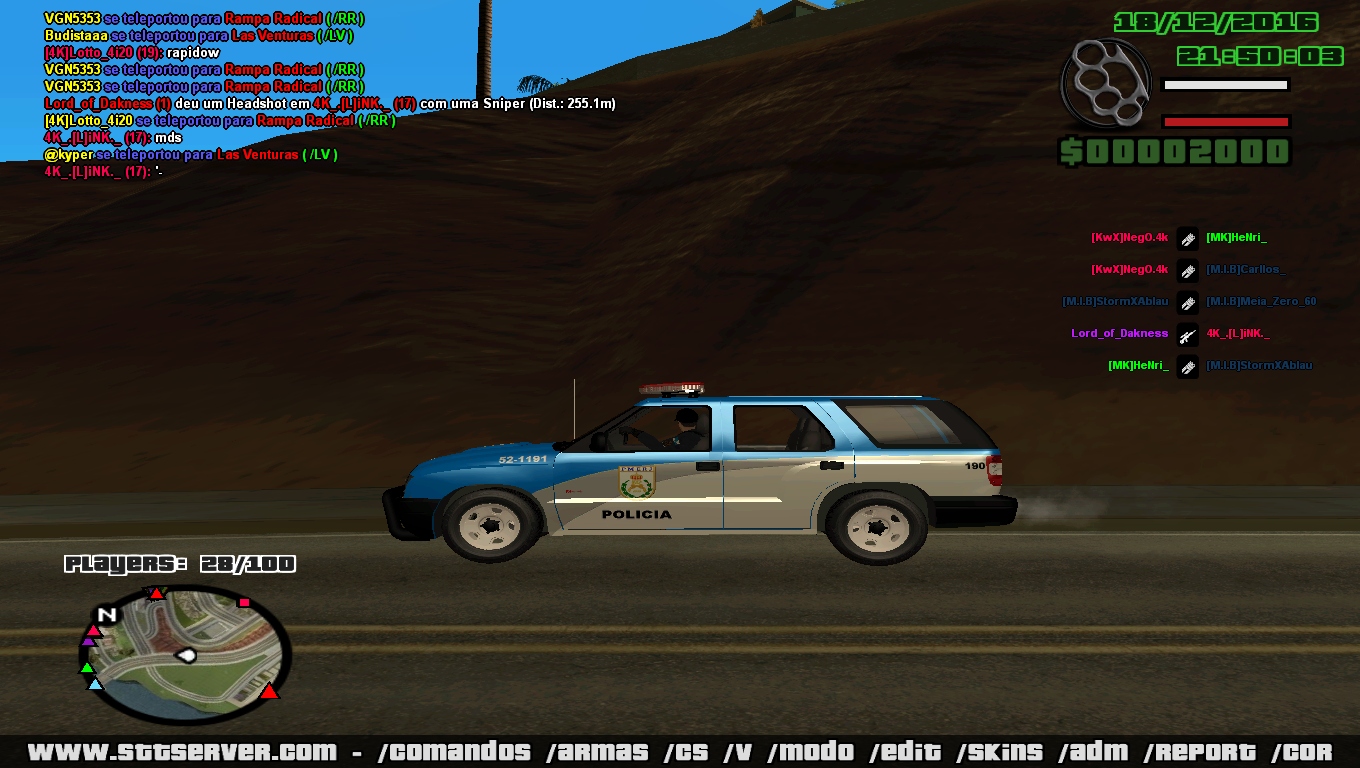 VGN5353 se teleportou para Rampa Radical ( /RR )
Budistaaa se teleportou para Las Venturas ( /LV )
[4K]Lotto_4i20 (19): rapidow
VGN5353 se teleportou para Rampa Radical ( /RR )
VGN5353 se teleportou para Rampa Radical ( /RR )
Lord_of_Dakness (1) deu um Headshot em 4K_.[L]iNK._ (17) com uma Sniper (Dist.: 255.1m)
[4K]Lotto_4i20 se teleportou para Rampa Radical ( /RR )
4K_.[L]iNK._ (17): mds
@kyper se teleportou para Las Venturas ( /LV )
4K_.[L]iNK._ (17): '-
18/12/2016
21:50:03
$00002000
[KwX]NegO.4k [MK]HeNri_
[KwX]NegO.4k [M.I.B]Carllos_
[M.I.B]StormXAblau [M.I.B]Meia_Zero_60
Lord_of_Dakness 4K_.[L]iNK._
[MK]HeNri_ [M.I.B]StormXAblau
52-1191
190
POLICIA
Players: 28/100
N
www.sttserver.com - /comandos /armas /cs /v /modo /edit /skins /adm /report /cor